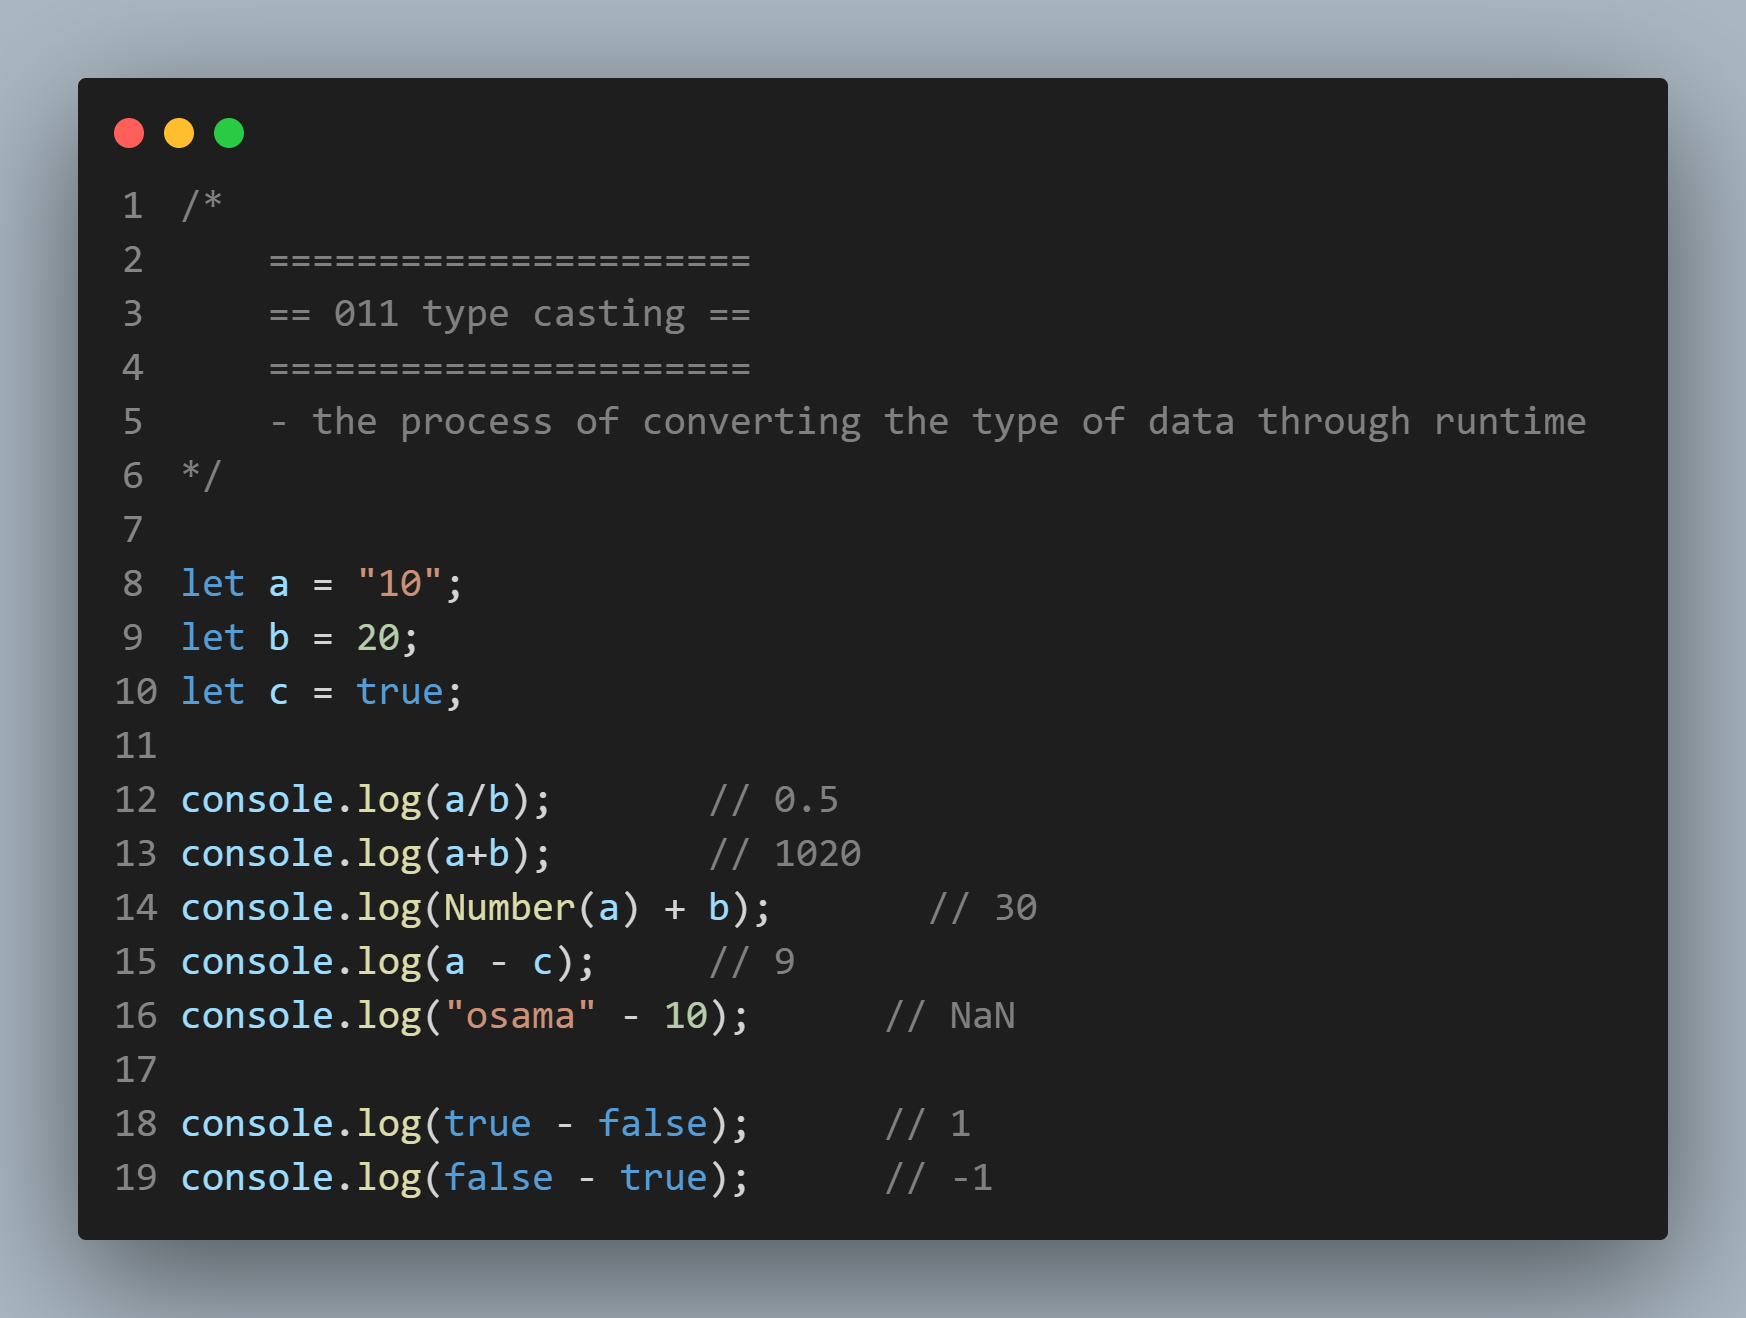 1 /*
2     ======================
3     == 011 type casting ==
4     ======================
5     - the process of converting the type of data through runtime
6 */
7
8 let a = "10";
9 let b = 20;
10 let c = true;
11
12 console.log(a/b);       // 0.5
13 console.log(a+b);       // 1020
14 console.log(Number(a) + b);       // 30
15 console.log(a - c);     // 9
16 console.log("osama" - 10);      // NaN
17
18 console.log(true - false);      // 1
19 console.log(false - true);      // -1